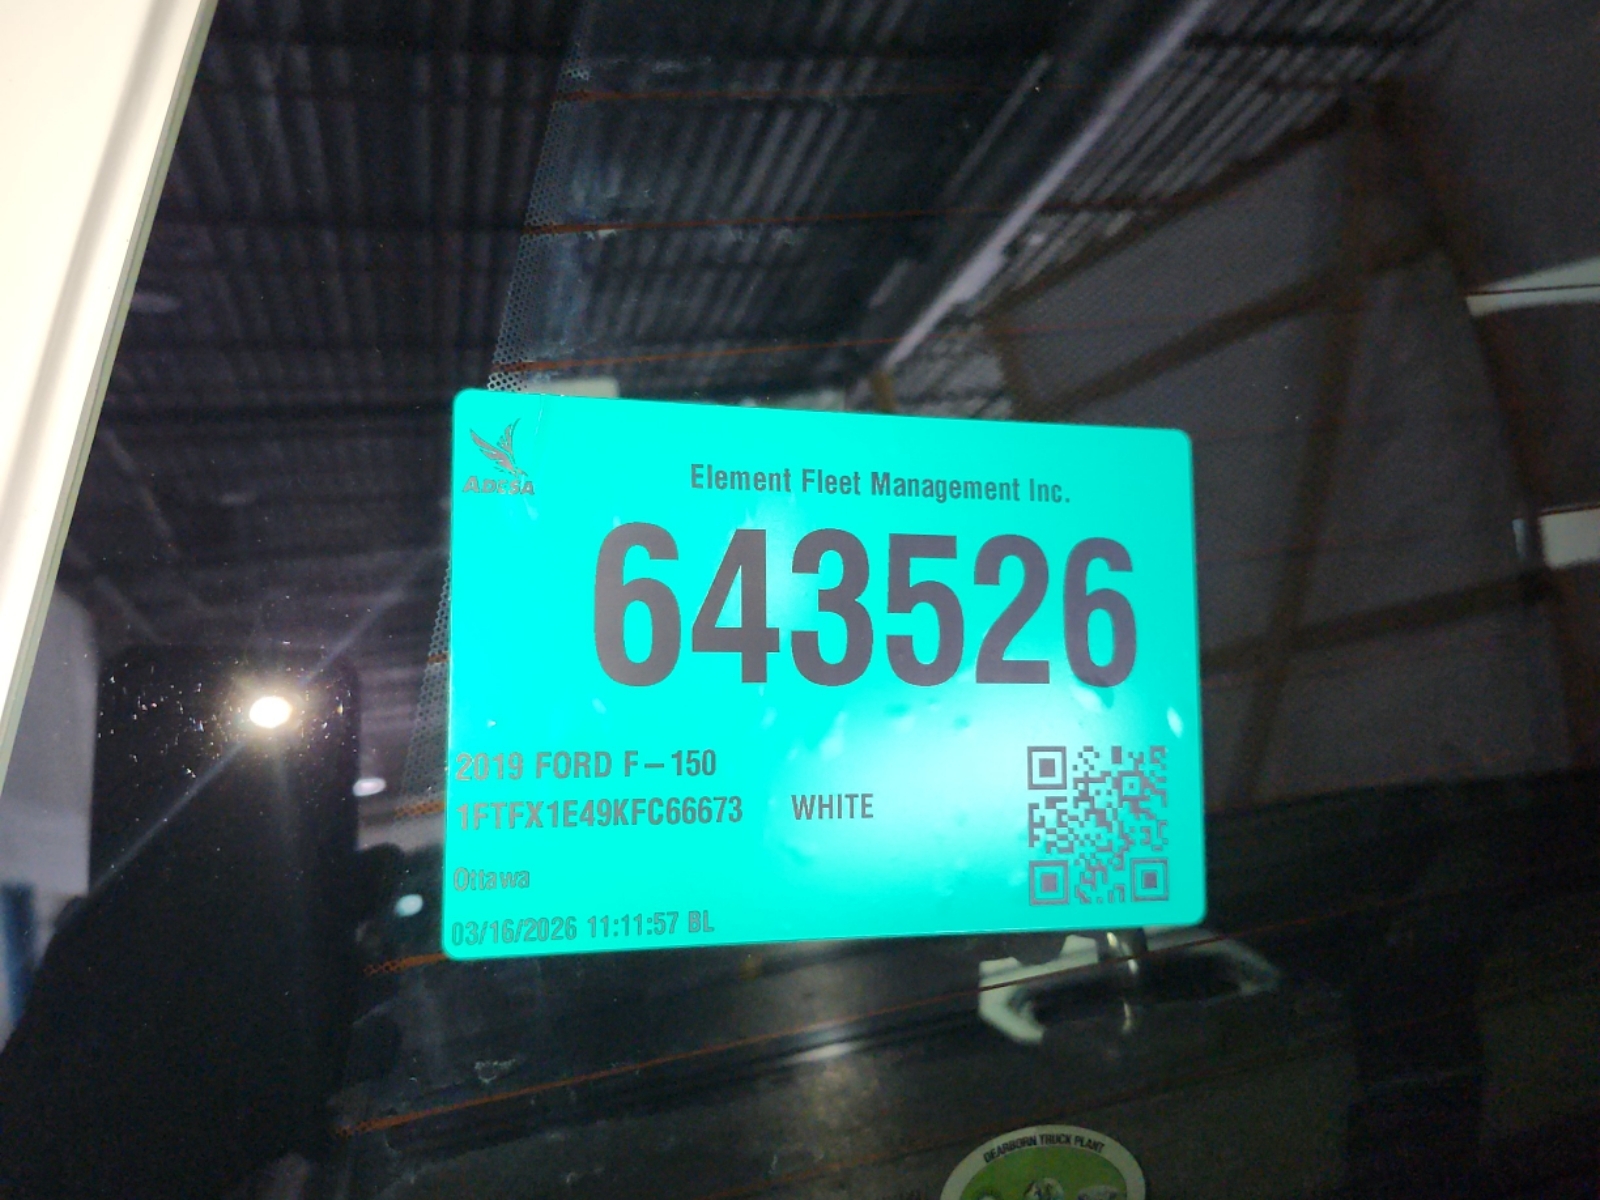 ADESA
Element Fleet Management Inc.
643526
2019 FORD F-150
1FTFX1E49KFC66673 WHITE
Ottawa
03/16/2026 11:11:57 BL
DEARBORN TRUCK PLANT